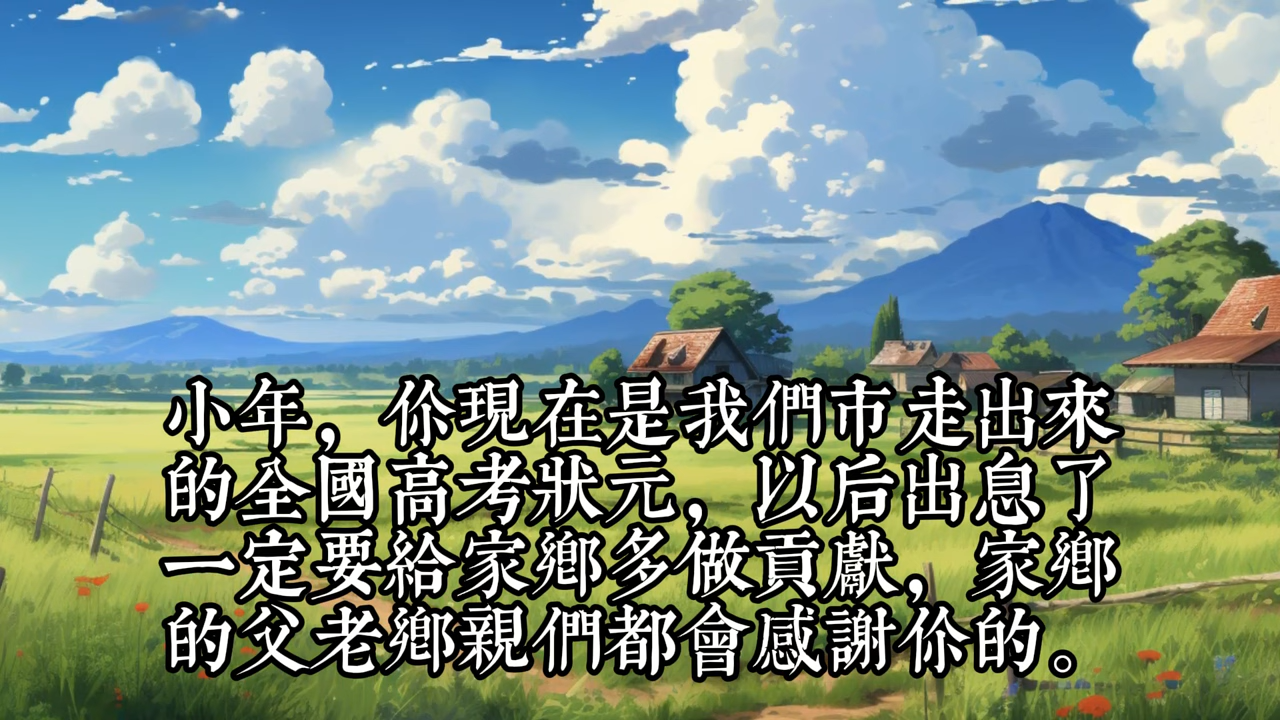 小年，你現在是我們市走出來
的全國高考狀元，以后出息了
一定要給家鄉多做貢獻，家鄉
的父老鄉親們都會感謝你的。